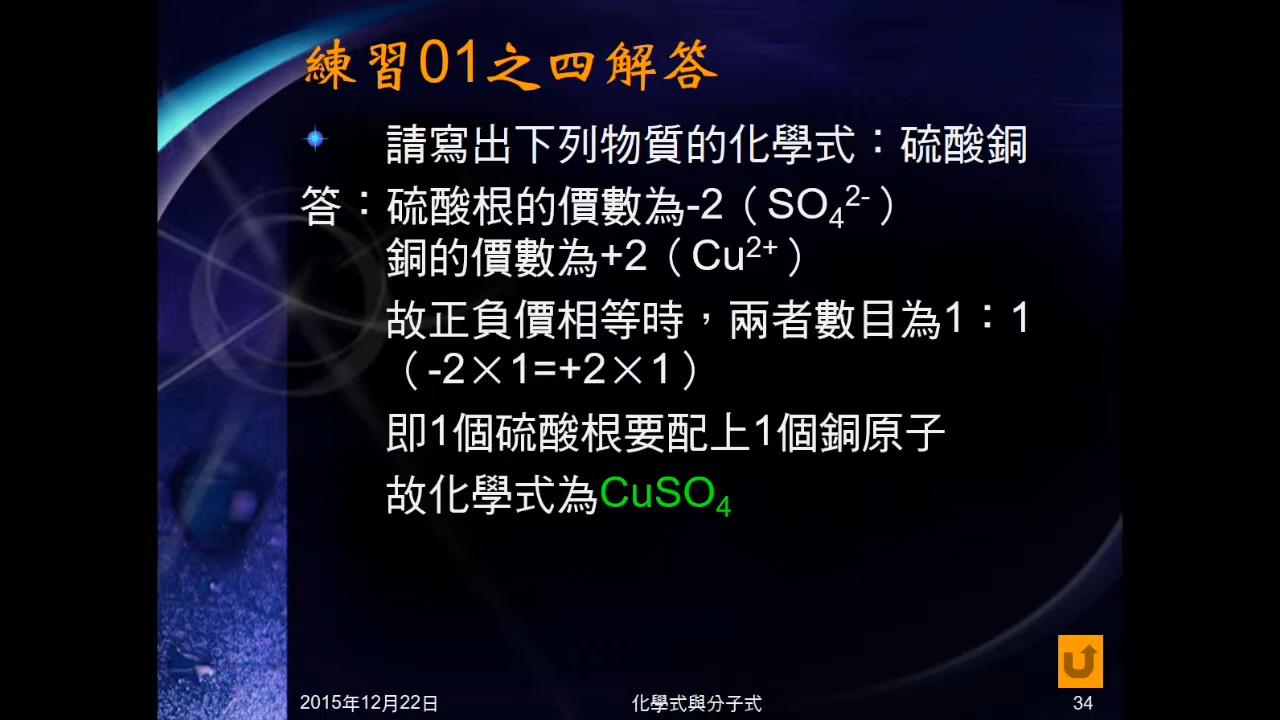 練習01之四解答
請寫出下列物質的化學式：硫酸銅
答：硫酸根的價數為-2（SO₄²⁻）
銅的價數為+2（Cu²⁺）
故正負價相等時，兩者數目為1：1
（-2×1=+2×1）
即1個硫酸根要配上1個銅原子
故化學式為CuSO₄
2015年12月22日
化學式與分子式
34